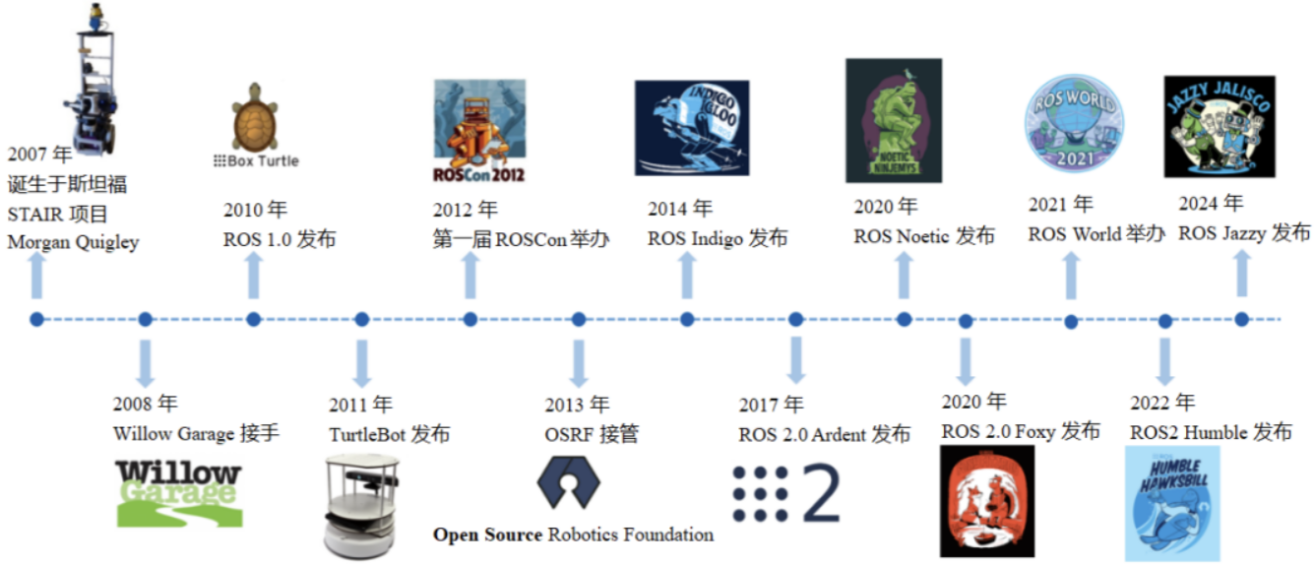 2007 年
诞生于斯坦福
STAIR 项目
Morgan Quigley
Box Turtle
2010 年
ROS 1.0 发布
ROSCon 2012
2012 年
第一届 ROSCon 举办
INDIGO
IGLOO
2014 年
ROS Indigo 发布
NOETIC
NINJEMYS
2020 年
ROS Noetic 发布
ROS WORLD
2021
2021 年
ROS World 举办
JAZZY JALISCO
2024 年
ROS Jazzy 发布
2008 年
Willow Garage 接手
Willow
Garage
2011 年
TurtleBot 发布
2013 年
OSRF 接管
Open Source Robotics Foundation
2017 年
ROS 2.0 Ardent 发布
2
2020 年
ROS 2.0 Foxy 发布
2022 年
ROS2 Humble 发布
HUMBLE
HAWKSBILL